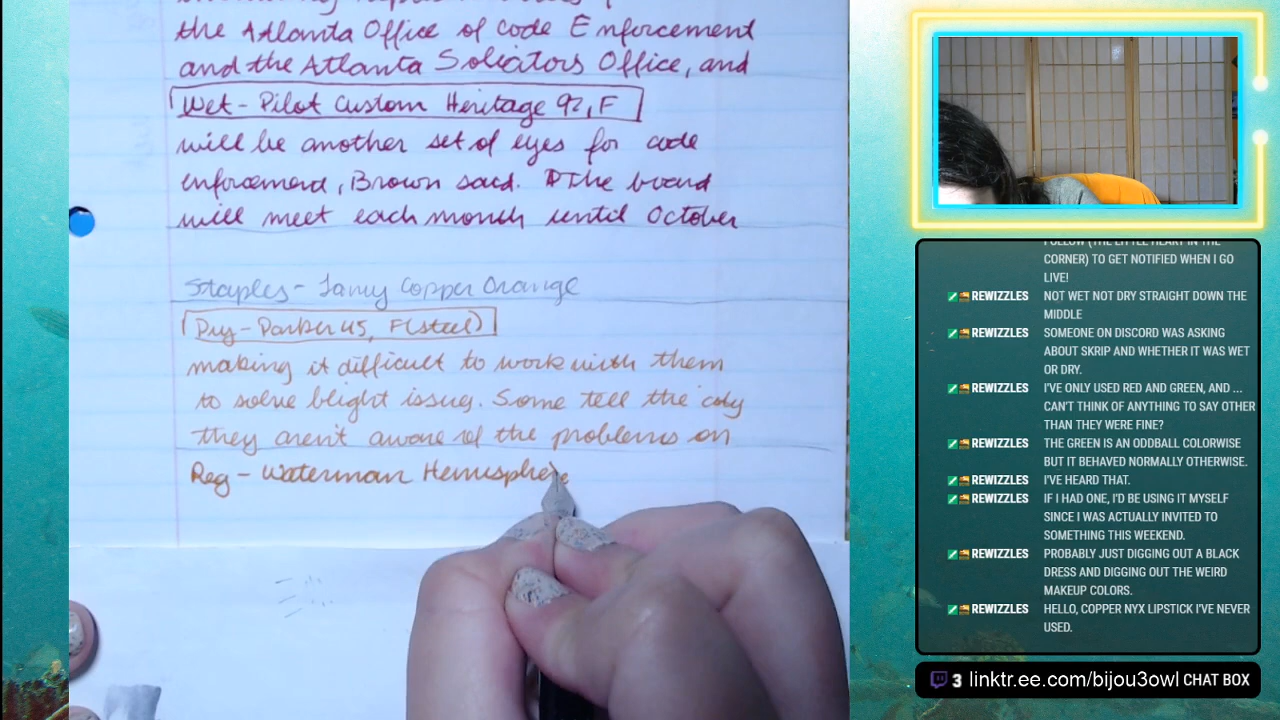 the Atlanta Office of Code Enforcement
and the Atlanta Solicitors Office, and
Wet - Pilot Custom Heritage 92, F
will be another set of eyes for code
enforcement, Brown said. The board
will meet each month until October
Staples - Lamy Copper Orange
Dry - Parker 45, F (steel)
making it difficult to work with them
to solve blight issues. Some tell the city
they aren't aware of the problems on
Reg - Waterman Hemisphere
FOLLOW (THE LITTLE HEART IN THE
CORNER) TO GET NOTIFIED WHEN I GO
LIVE!
REWIZZLES NOT WET NOT DRY STRAIGHT DOWN THE
MIDDLE
REWIZZLES SOMEONE ON DISCORD WAS ASKING
ABOUT SKRIP AND WHETHER IT WAS WET
OR DRY.
REWIZZLES I'VE ONLY USED RED AND GREEN, AND ...
CAN'T THINK OF ANYTHING TO SAY OTHER
THAN THEY WERE FINE?
REWIZZLES THE GREEN IS AN ODDBALL COLORWISE
BUT IT BEHAVED NORMALLY OTHERWISE.
REWIZZLES I'VE HEARD THAT.
REWIZZLES IF I HAD ONE, I'D BE USING IT MYSELF
SINCE I WAS ACTUALLY INVITED TO
SOMETHING THIS WEEKEND.
REWIZZLES PROBABLY JUST DIGGING OUT A BLACK
DRESS AND DIGGING OUT THE WEIRD
MAKEUP COLORS.
REWIZZLES HELLO, COPPER NYX LIPSTICK I'VE NEVER
USED.
3 linktr.ee.com/bijou3owl CHAT BOX